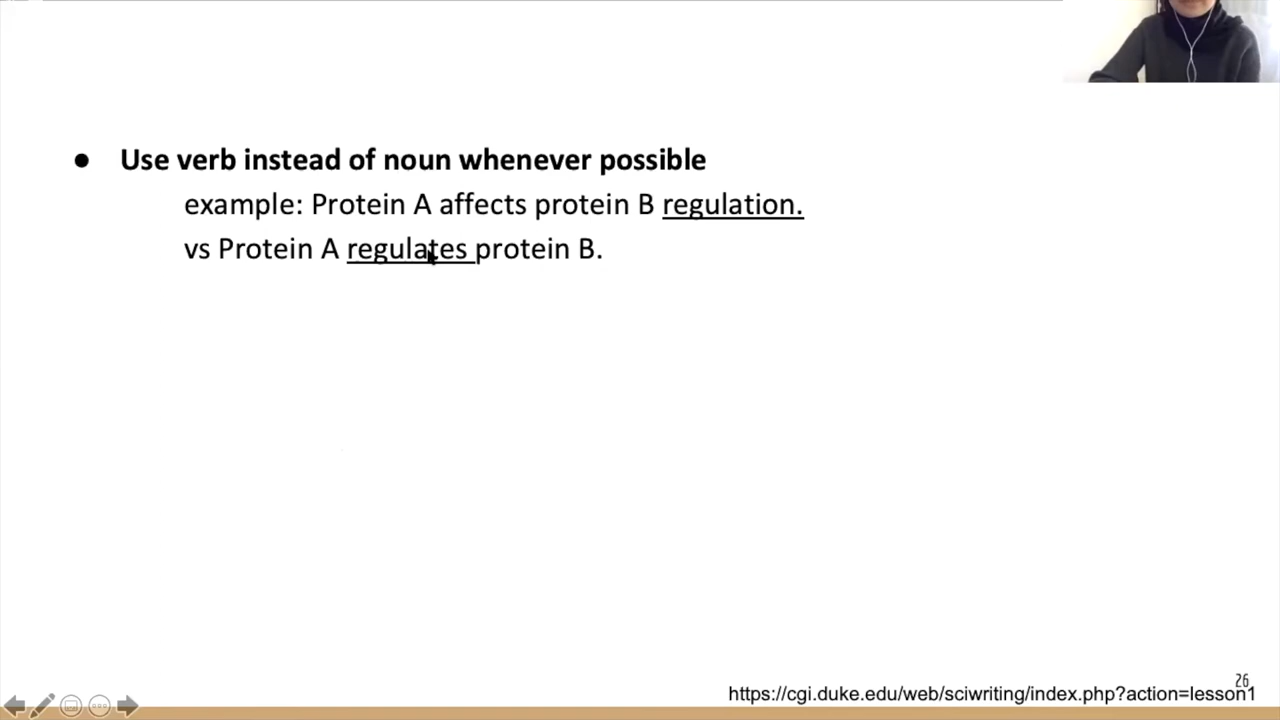 ● Use verb instead of noun whenever possible
example: Protein A affects protein B regulation.
vs Protein A regulates protein B.
26
https://cgi.duke.edu/web/sciwriting/index.php?action=lesson1